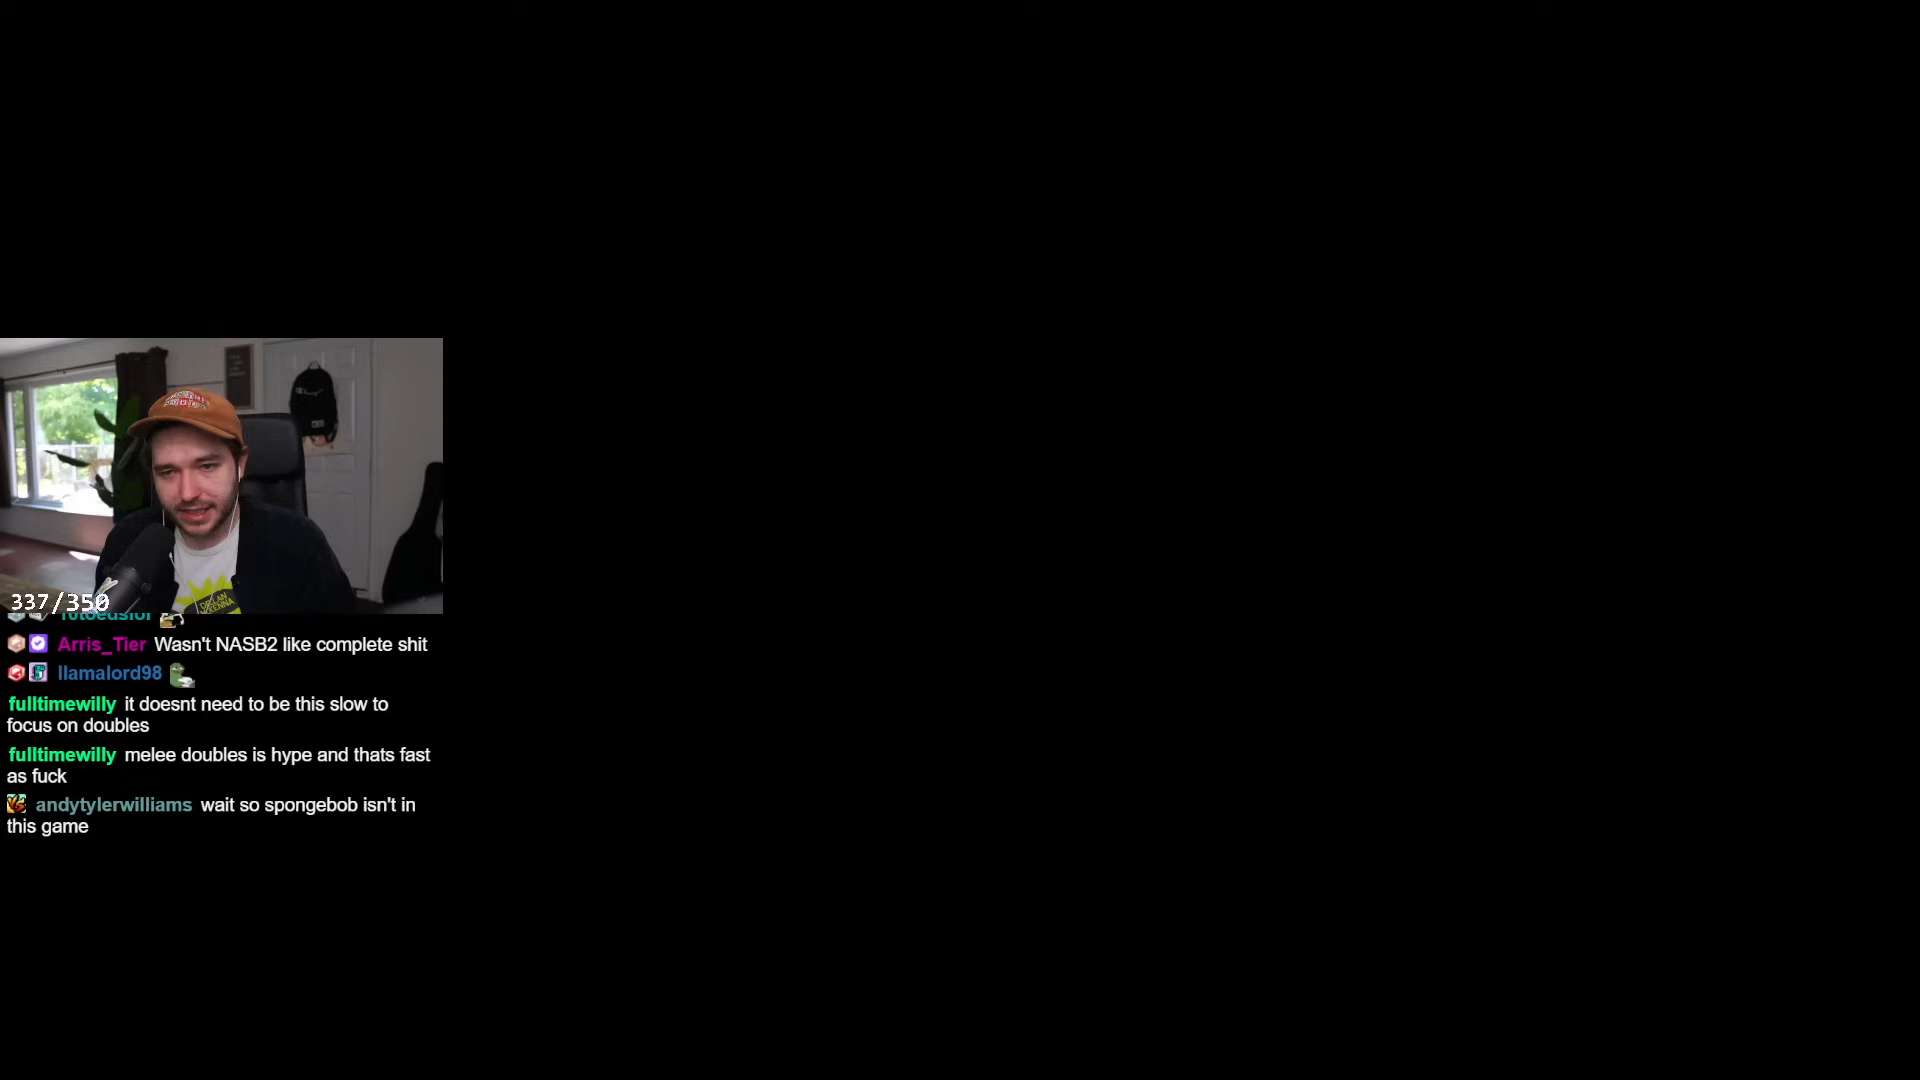 337/350
Arris_Tier Wasn't NASB2 like complete shit
llamalord98
fulltimewilly it doesnt need to be this slow to
focus on doubles
fulltimewilly melee doubles is hype and thats fast
as fuck
andytylerwilliams wait so spongebob isn't in
this game